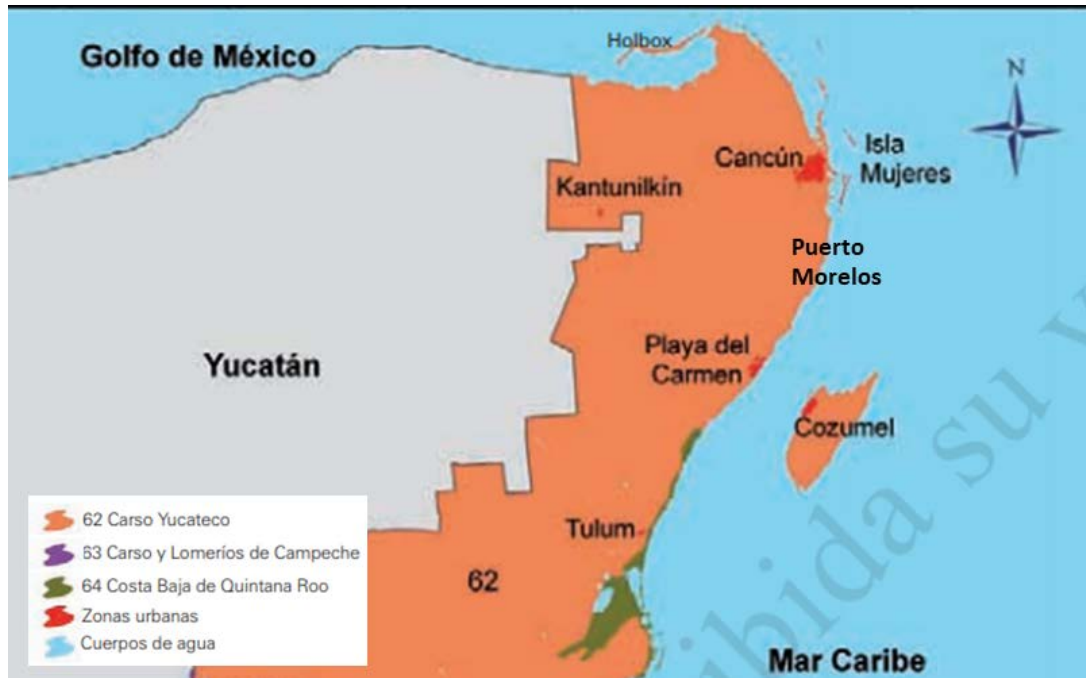 Golfo de México
Holbox
N
Cancún
Isla
Mujeres
Kantunilkín
Puerto
Morelos
Yucatán
Playa del
Carmen
Cozumel
62 Carso Yucateco
63 Carso y Lomeríos de Campeche
64 Costa Baja de Quintana Roo
Zonas urbanas
Cuerpos de agua
Tulum
62
Mar Caribe
ibida su v